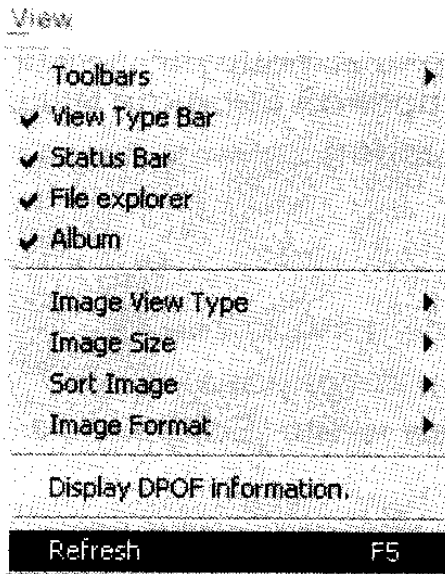 View
Toolbars
View Type Bar
Status Bar
File explorer
Album
Image View Type
Image Size
Sort Image
Image Format
Display DPOF information.
Refresh F5